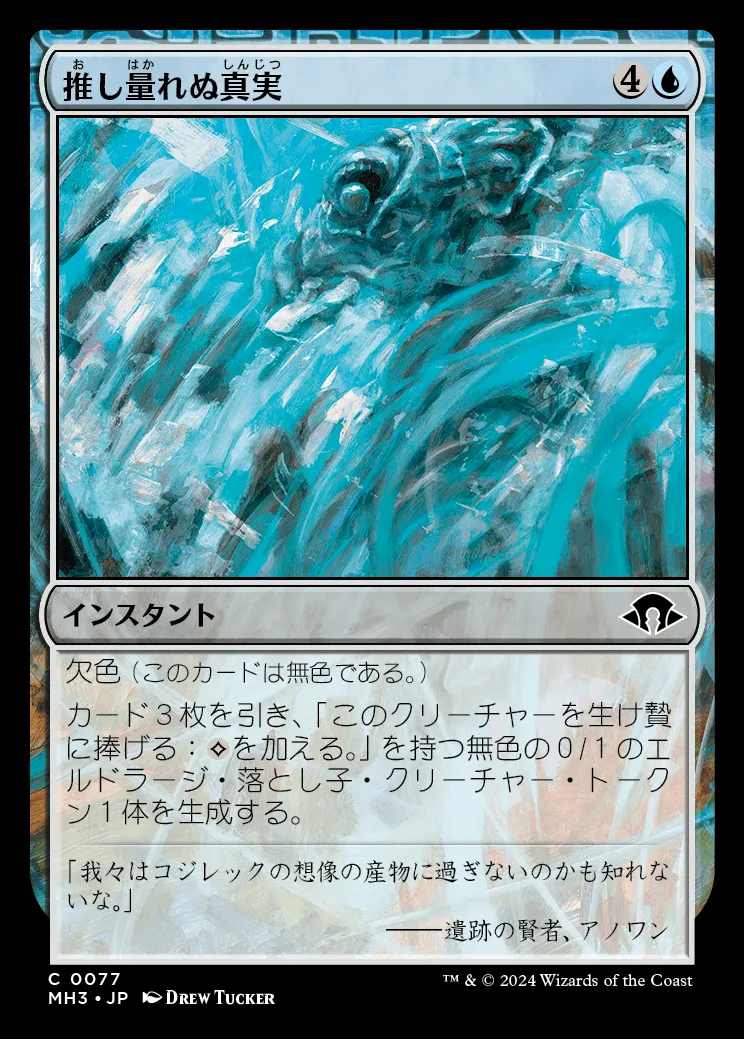 推し量れぬ真実
お はか しんじつ
4
インスタント
欠色（このカードは無色である。）
カード３枚を引き、「このクリーチャーを生け贄
に捧げる：を加える。」を持つ無色の０/１のエ
ルドラージ・落とし子・クリーチャー・トーク
ン１体を生成する。
「我々はコジレックの想像の産物に過ぎないのかも知れな
いな。」
――遺跡の賢者、アノワン
C 0077
MH3 • JP DREW TUCKER
™ & © 2024 Wizards of the Coast